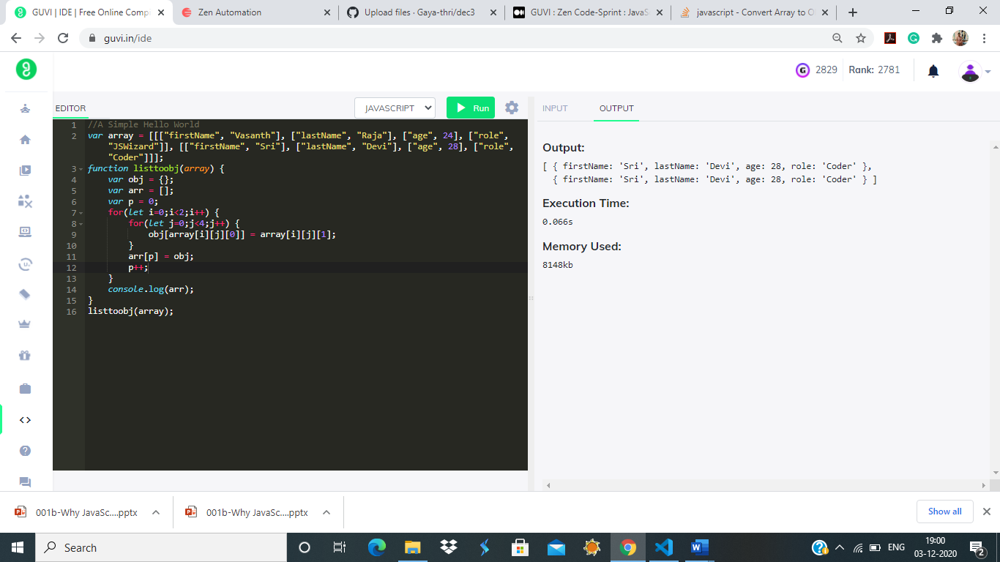 GUVI | IDE | Free Online Compu
Zen Automation
Upload files · Gaya-thri/dec3
GUVI : Zen Code-Sprint : JavaS
javascript - Convert Array to O
guvi.in/ide
2829
Rank: 2781
EDITOR
JAVASCRIPT
Run
INPUT
OUTPUT
1 //A Simple Hello World
2 var array = [[["firstName", "Vasanth"], ["lastName", "Raja"], ["age", 24], ["role",
"JSWizard"]], [["firstName", "Sri"], ["lastName", "Devi"], ["age", 28], ["role",
"Coder"]]];
3 function listtoobj(array) {
4 var obj = {};
5 var arr = [];
6 var p = 0;
7 for(let i=0;i<2;i++) {
8 for(let j=0;j<4;j++) {
9 obj[array[i][j][0]] = array[i][j][1];
10 }
11 arr[p] = obj;
12 p++;
13 }
14 console.log(arr);
15 }
16 listtoobj(array);
Output:
[ { firstName: 'Sri', lastName: 'Devi', age: 28, role: 'Coder' },
{ firstName: 'Sri', lastName: 'Devi', age: 28, role: 'Coder' } ]
Execution Time:
0.066s
Memory Used:
8148kb
001b-Why JavaSc....pptx
001b-Why JavaSc....pptx
Show all
Search
ENG
19:00
03-12-2020
2